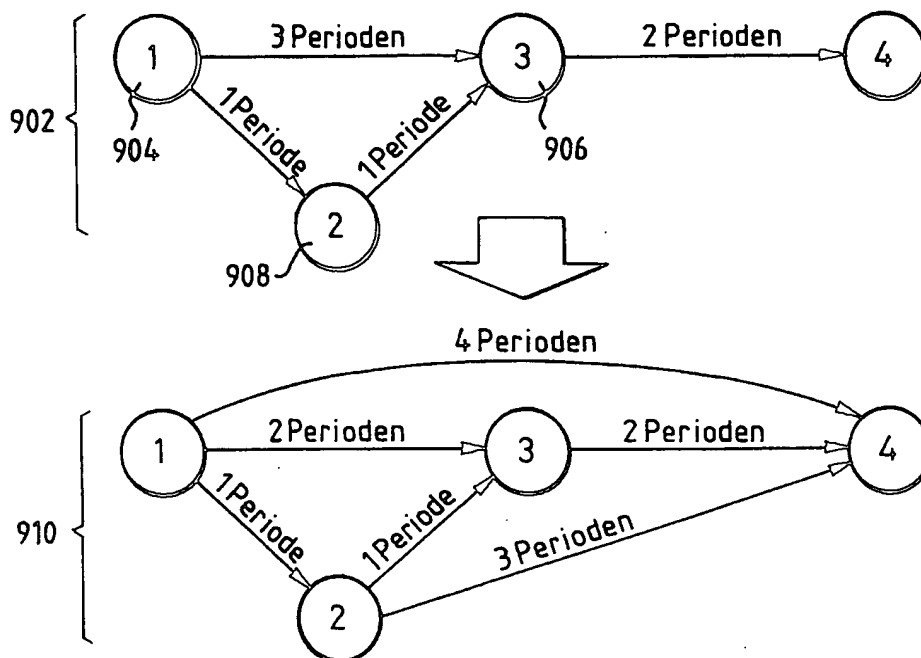 1
3 Perioden
3
2 Perioden
4
902
904
1 Periode
1 Periode
906
2
908
4 Perioden
1
2 Perioden
3
2 Perioden
4
910
1 Periode
1 Periode
3 Perioden
2